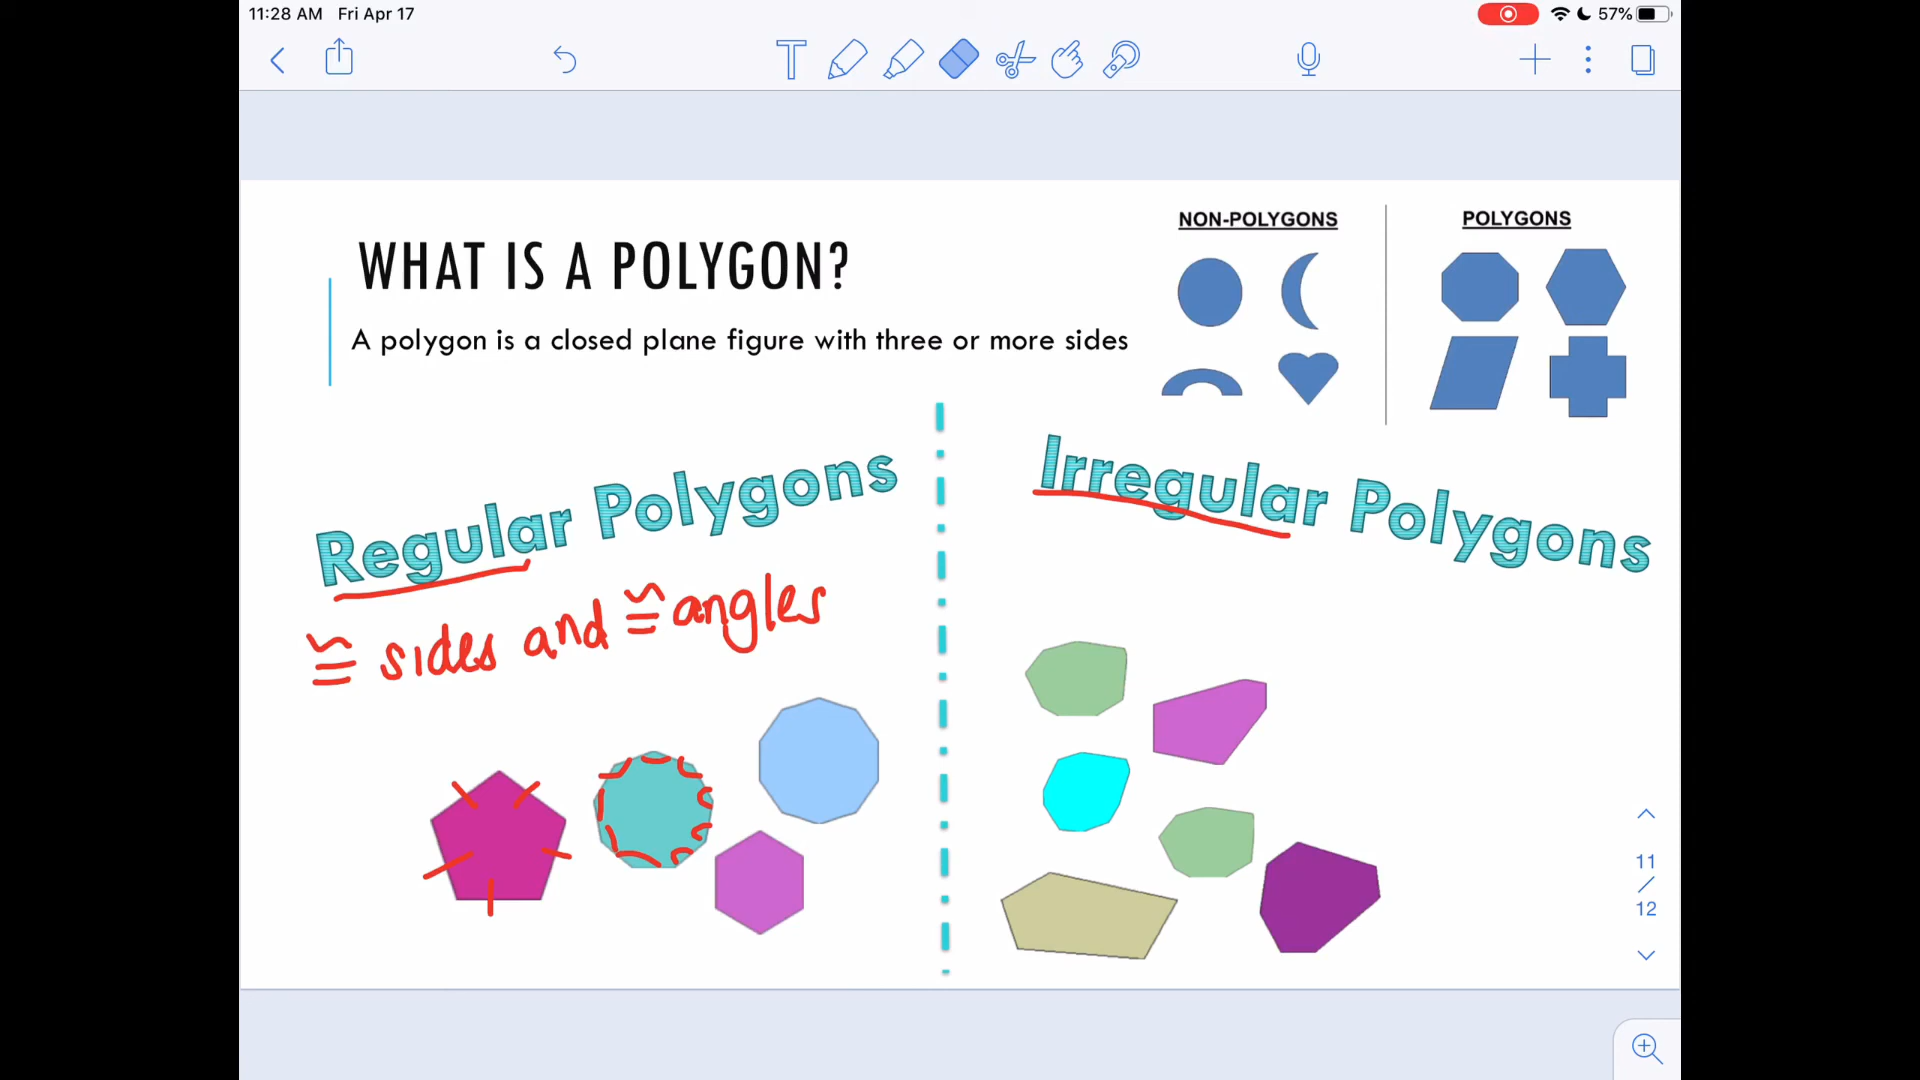 11:28 AM Fri Apr 17
57%
NON-POLYGONS
POLYGONS
WHAT IS A POLYGON?
A polygon is a closed plane figure with three or more sides
Regular Polygons
Irregular Polygons
≅ sides and ≅ angles
11
/
12